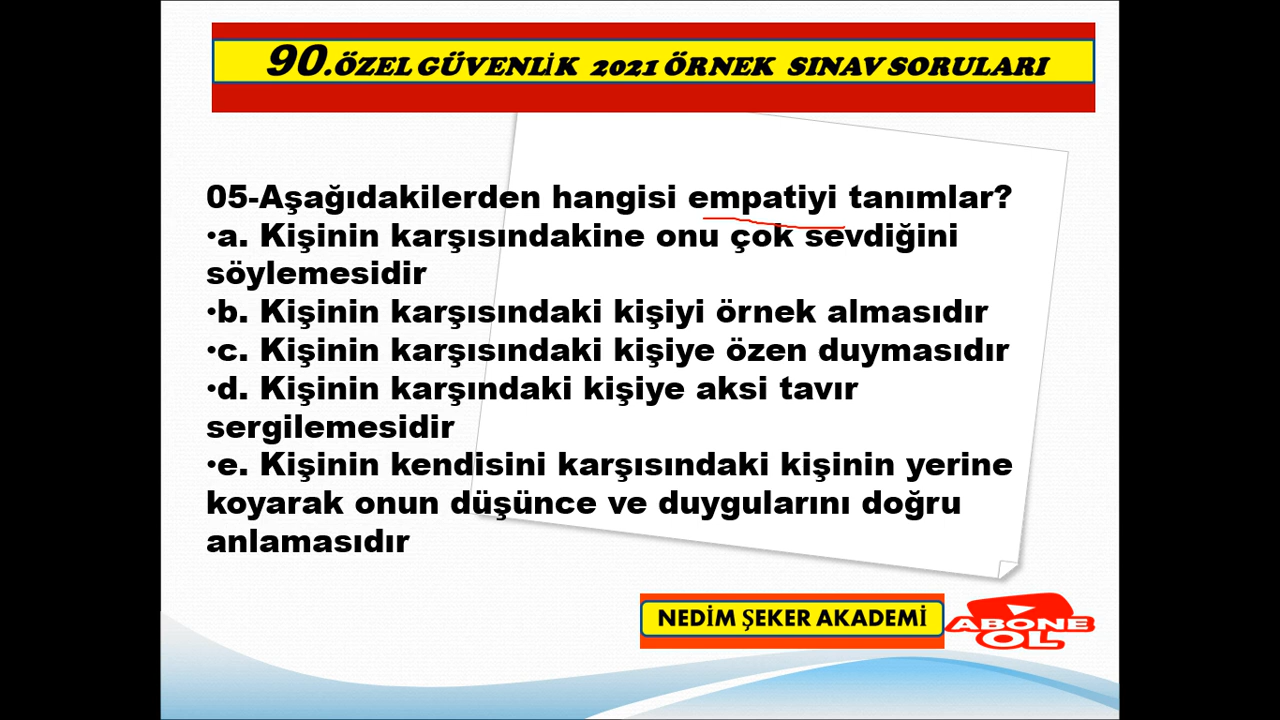 90.ÖZEL GÜVENLİK 2021 ÖRNEK SINAV SORULARI
05-Aşağıdakilerden hangisi empatiyi tanımlar?
•a. Kişinin karşısındakine onu çok sevdiğini
söylemesidir
•b. Kişinin karşısındaki kişiyi örnek almasıdır
•c. Kişinin karşısındaki kişiye özen duymasıdır
•d. Kişinin karşındaki kişiye aksi tavır
sergilemesidir
•e. Kişinin kendisini karşısındaki kişinin yerine
koyarak onun düşünce ve duygularını doğru
anlamasıdır
NEDİM ŞEKER AKADEMİ
ABONE
OL